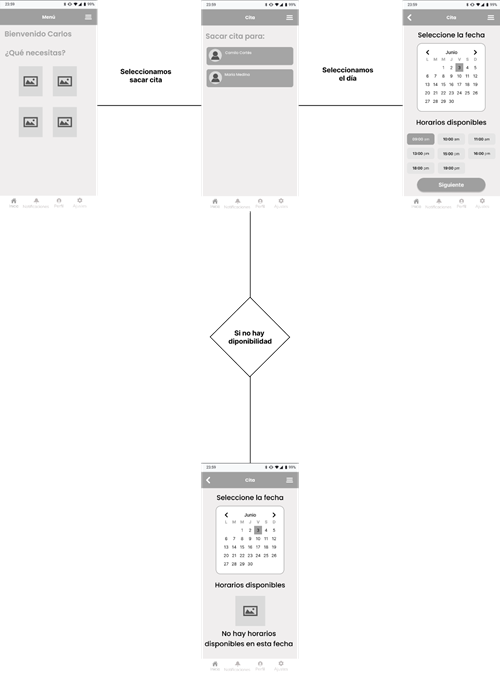 22:59
99%
Menú
Bienvenido Carlos
¿Qué necesitas?
Seleccionamos
sacar cita
22:59
99%
Cita
Sacar cita para:
Seleccionamos
el día
22:59
99%
Cita
Seleccione la fecha
Junio
L M M J V S D
1 2 3 4 5
6 7 8 9 10 11 12
13 14 15 16 17 18 19
20 21 22 23 24 25 26
27 28 29 30
Horarios disponibles
09:00 am 10:00 am 11:00 am
13:00 pm 15:00 pm 16:00 pm
18:00 pm 19:00 pm
Siguiente
Si no hay
diponibilidad
22:59
99%
Cita
Seleccione la fecha
Junio
L M M J V S D
1 2 3 4 5
6 7 8 9 10 11 12
13 14 15 16 17 18 19
20 21 22 23 24 25 26
27 28 29 30
Horarios disponibles
No hay horarios
disponibles en esta fecha